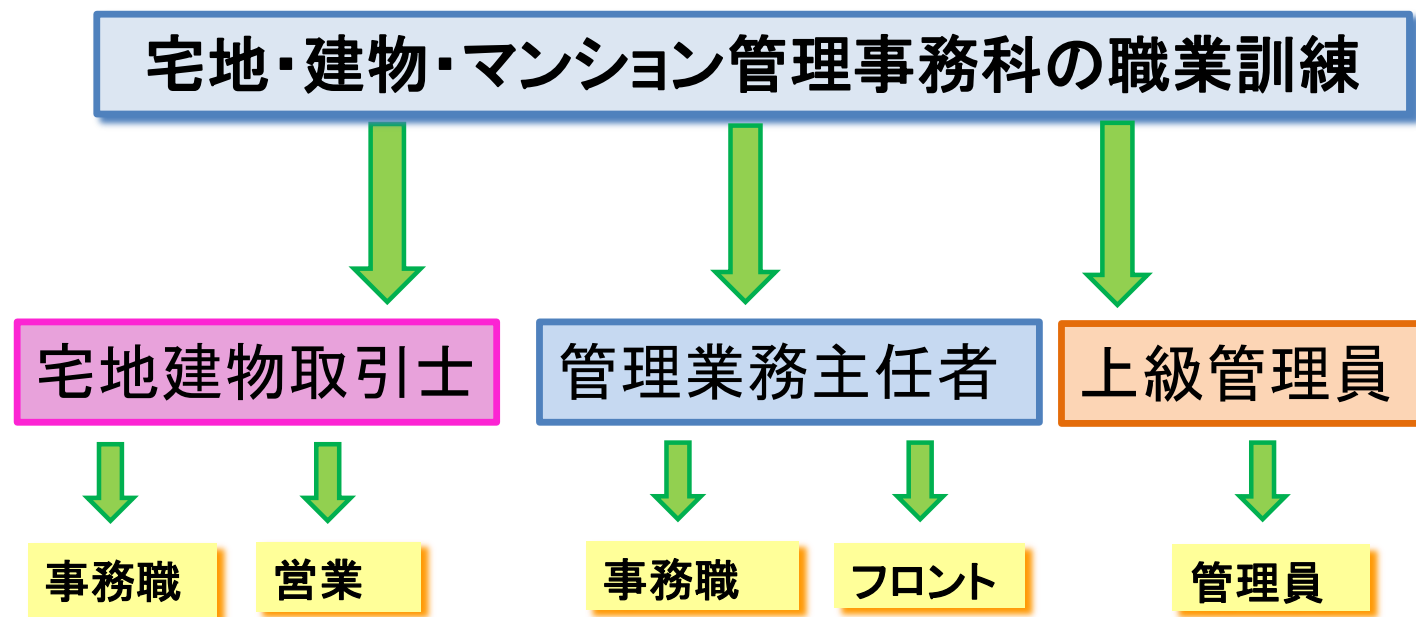 宅地・建物・マンション管理事務科の職業訓練
宅地建物取引士
管理業務主任者
上級管理員
事務職
営業
事務職
フロント
管理員